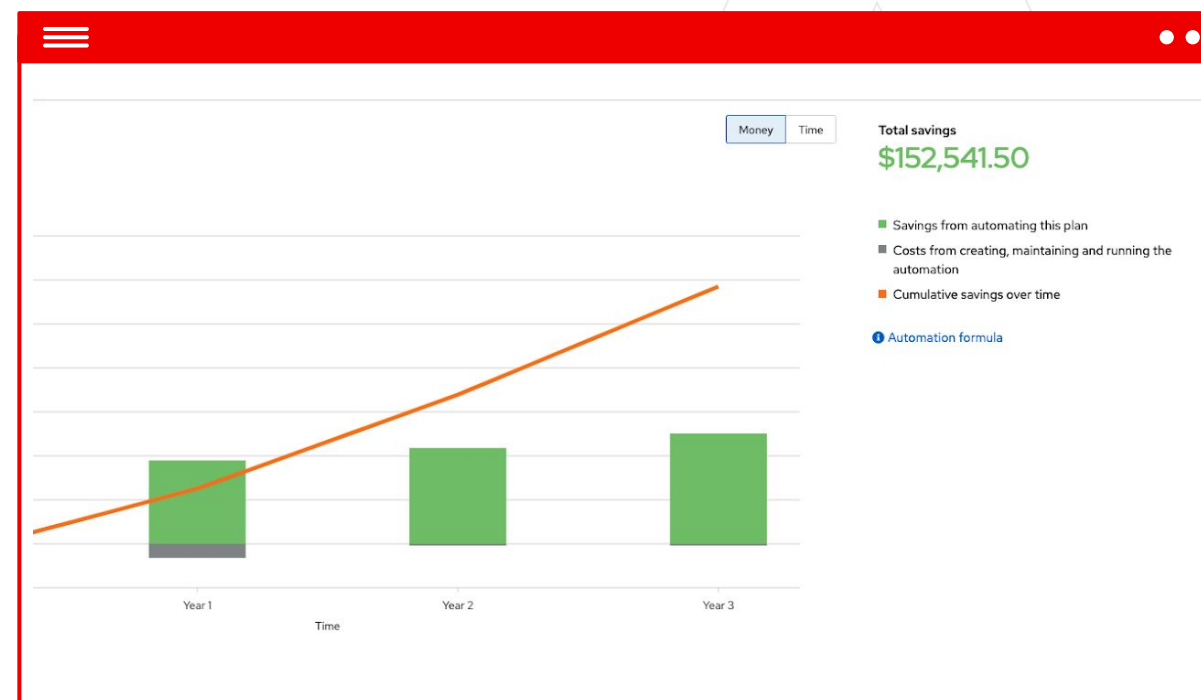 Money
Time
Total savings
$152,541.50
Savings from automating this plan
Costs from creating, maintaining and running the
automation
Cumulative savings over time
Automation formula
Year 1
Year 2
Year 3
Time